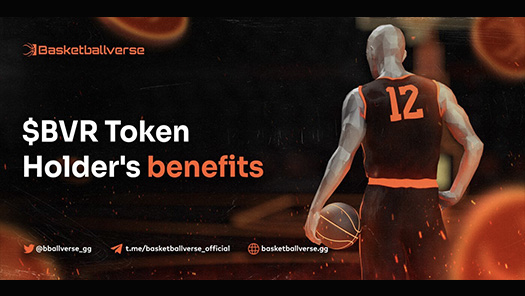 Basketballverse
12
$BVR Token
Holder's benefits
@bballverse_gg
t.me/basketballverse_official
basketballverse.gg